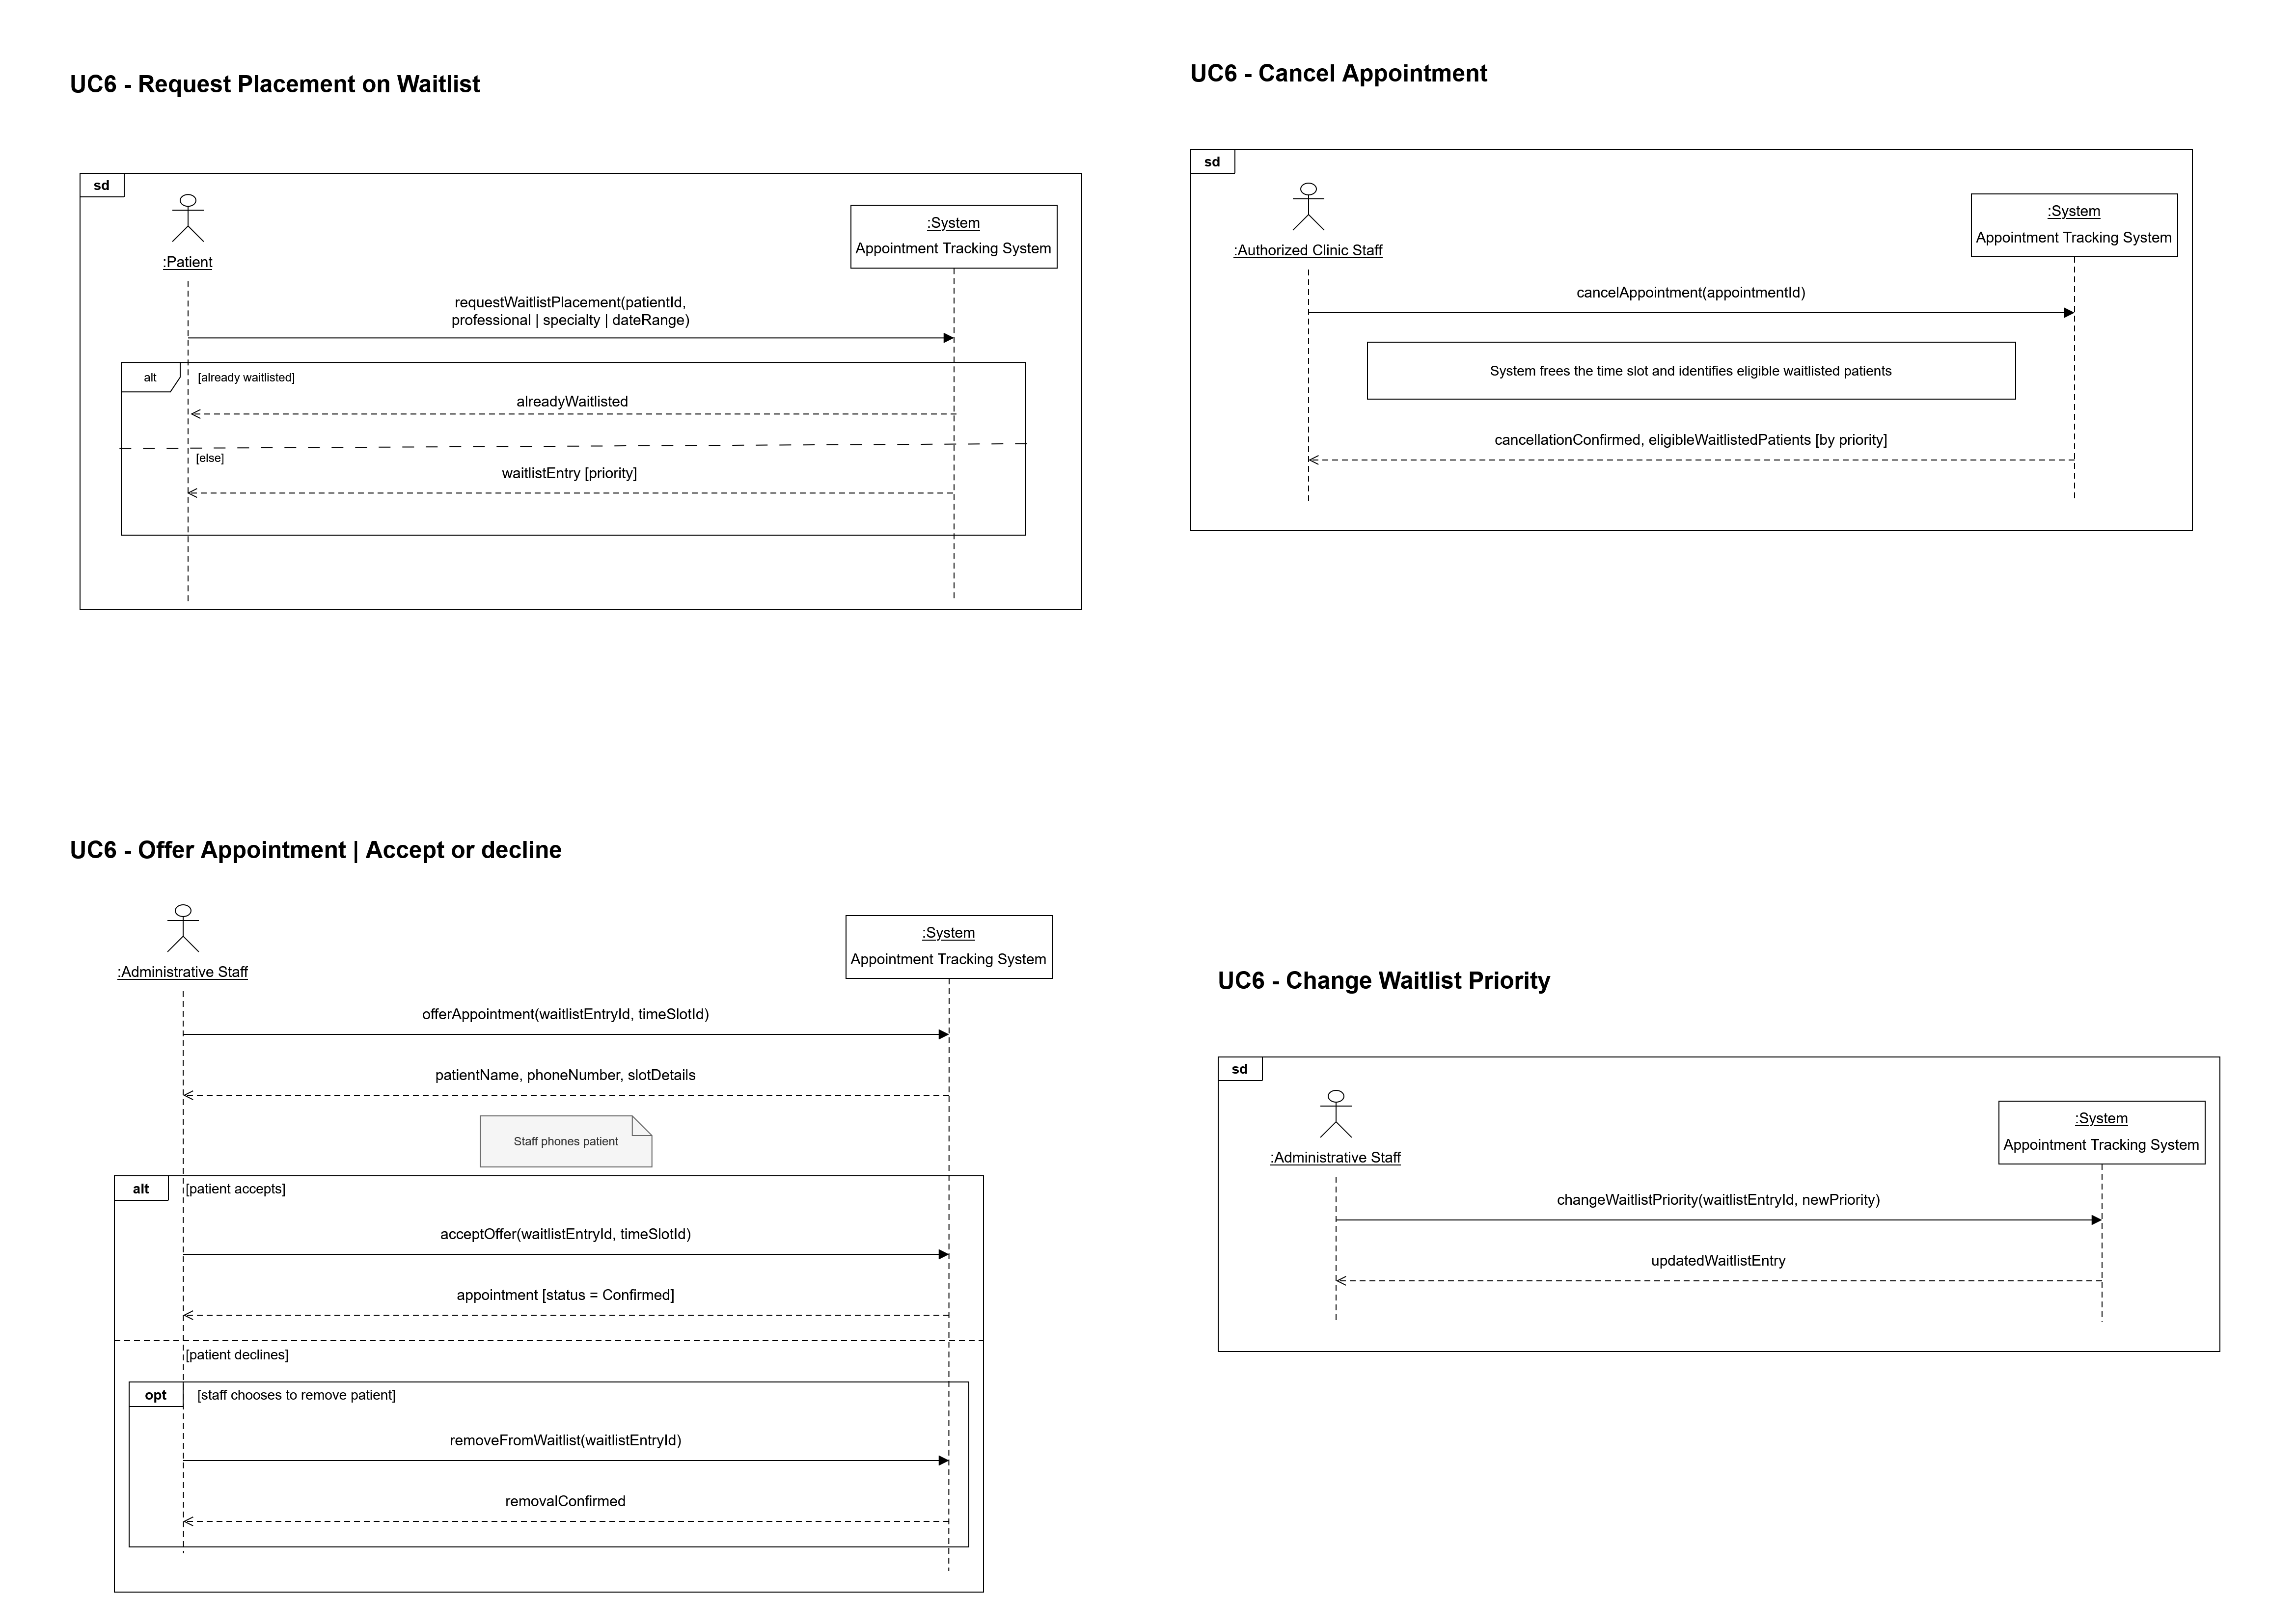 UC6 - Request Placement on Waitlist
sd
:Patient
:System
Appointment Tracking System
requestWaitlistPlacement(patientId,
professional | specialty | dateRange)
alt
[already waitlisted]
alreadyWaitlisted
[else]
waitlistEntry [priority]
UC6 - Cancel Appointment
sd
:Authorized Clinic Staff
:System
Appointment Tracking System
cancelAppointment(appointmentId)
System frees the time slot and identifies eligible waitlisted patients
cancellationConfirmed, eligibleWaitlistedPatients [by priority]
UC6 - Offer Appointment | Accept or decline
:Administrative Staff
:System
Appointment Tracking System
offerAppointment(waitlistEntryId, timeSlotId)
patientName, phoneNumber, slotDetails
Staff phones patient
alt
[patient accepts]
acceptOffer(waitlistEntryId, timeSlotId)
appointment [status = Confirmed]
[patient declines]
opt
[staff chooses to remove patient]
removeFromWaitlist(waitlistEntryId)
removalConfirmed
UC6 - Change Waitlist Priority
sd
:Administrative Staff
:System
Appointment Tracking System
changeWaitlistPriority(waitlistEntryId, newPriority)
updatedWaitlistEntry